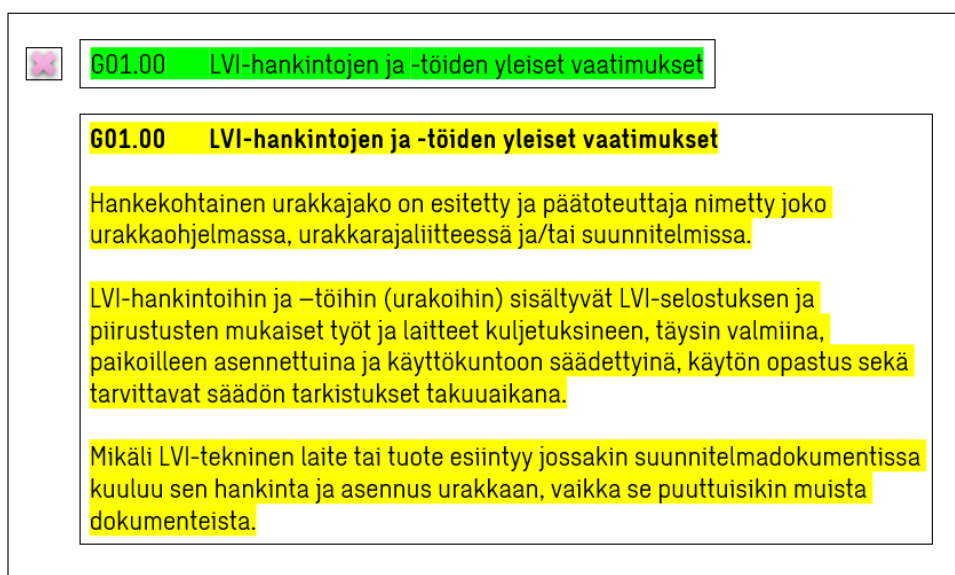 G01.00 LVI-hankintojen ja -töiden yleiset vaatimukset
G01.00 LVI-hankintojen ja -töiden yleiset vaatimukset
Hankekohtainen urakkajako on esitetty ja päätoteuttaja nimetty joko
urakkaohjelmassa, urakkarajaliitteessä ja/tai suunnitelmissa.
LVI-hankintoihin ja –töihin (urakoihin) sisältyvät LVI-selostuksen ja
piirustusten mukaiset työt ja laitteet kuljetuksineen, täysin valmiina,
paikoilleen asennettuina ja käyttökuntoon säädettyinä, käytön opastus sekä
tarvittavat säädön tarkistukset takuuaikana.
Mikäli LVI-tekninen laite tai tuote esiintyy jossakin suunnitelmadokumentissa
kuuluu sen hankinta ja asennus urakkaan, vaikka se puuttuisikin muista
dokumenteista.